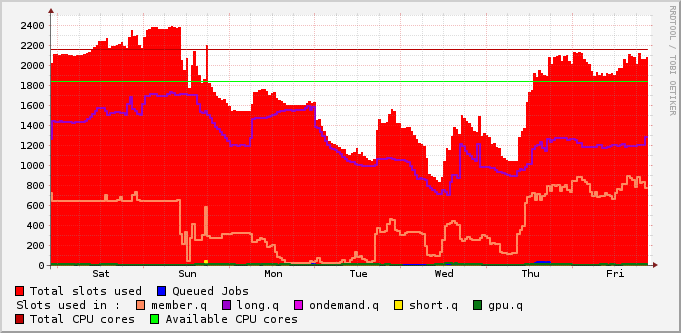 RRDTOOL / TOBI OETIKER
2400
2200
2000
1800
1600
1400
1200
1000
800
600
400
200
0
Sat Sun Mon Tue Wed Thu Fri
Total slots used Queued Jobs
Slots used in : member.q long.q ondemand.q short.q gpu.q
Total CPU cores Available CPU cores